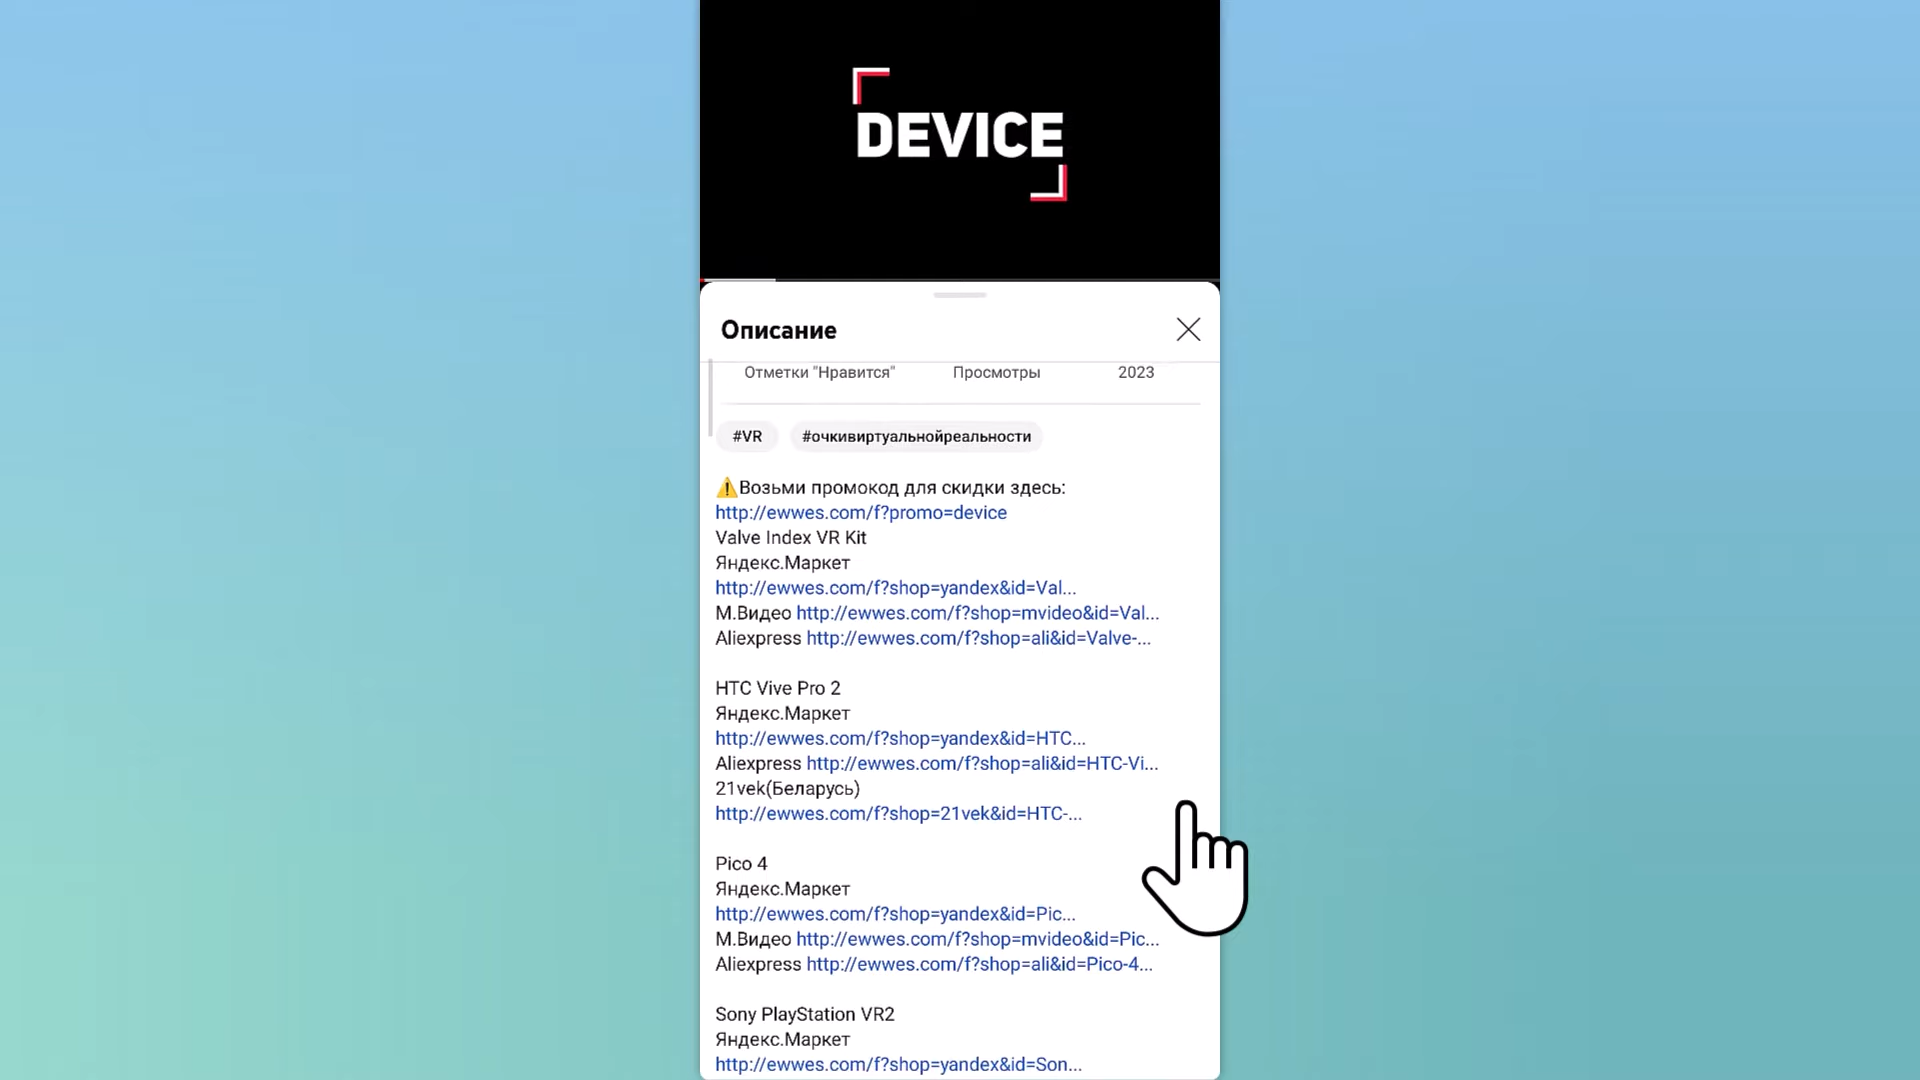 DEVICE
Описание
Отметки "Нравится" Просмотры 2023
#VR #очкивиртуальнойреальности
⚠️Возьми промокод для скидки здесь:
http://ewwes.com/f?promo=device
Valve Index VR Kit
Яндекс.Маркет
http://ewwes.com/f?shop=yandex&id=Val...
М.Видео http://ewwes.com/f?shop=mvideo&id=Val...
Aliexpress http://ewwes.com/f?shop=ali&id=Valve-...
HTC Vive Pro 2
Яндекс.Маркет
http://ewwes.com/f?shop=yandex&id=HTC...
Aliexpress http://ewwes.com/f?shop=ali&id=HTC-Vi...
21vek(Беларусь)
http://ewwes.com/f?shop=21vek&id=HTC-...
Pico 4
Яндекс.Маркет
http://ewwes.com/f?shop=yandex&id=Pic...
М.Видео http://ewwes.com/f?shop=mvideo&id=Pic...
Aliexpress http://ewwes.com/f?shop=ali&id=Pico-4...
Sony PlayStation VR2
Яндекс.Маркет
http://ewwes.com/f?shop=yandex&id=Son...